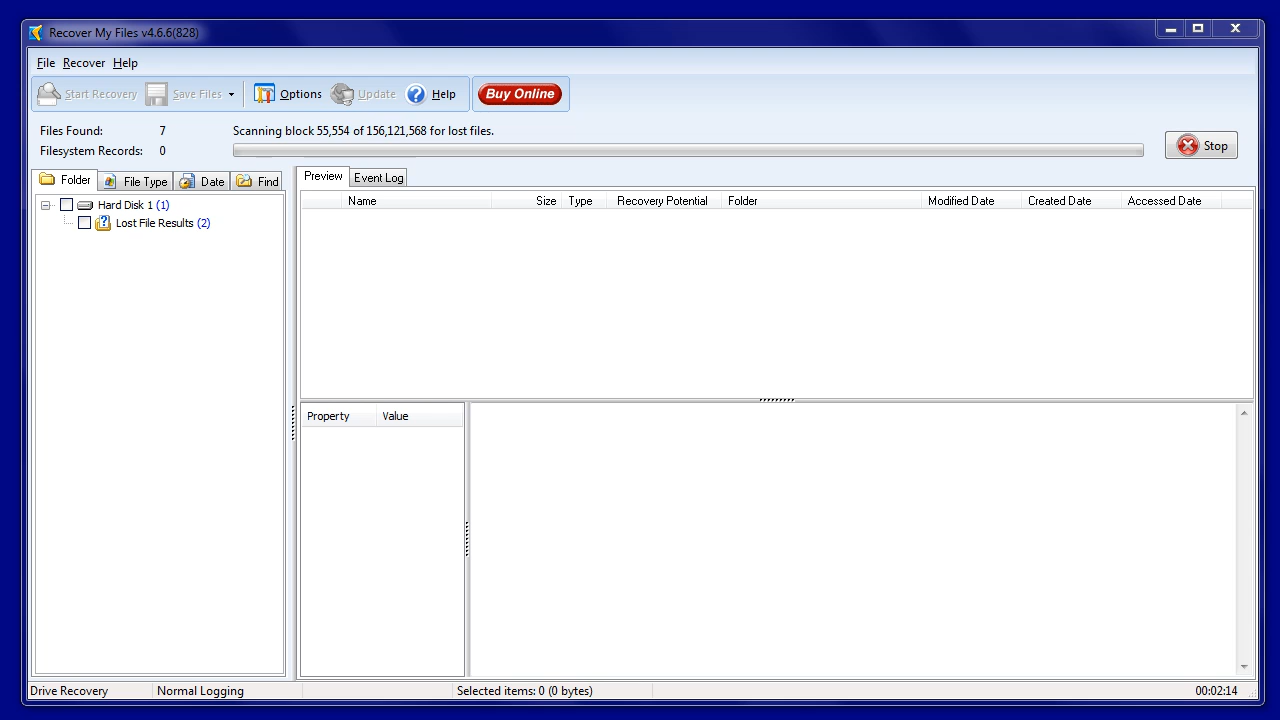 Recover My Files v4.6.6(828)
File Recover Help
Start Recovery Save Files Options Update Help Buy Online
Files Found: 7
Scanning block 55,554 of 156,121,568 for lost files.
Filesystem Records: 0
Stop
Folder File Type Date Find
Preview Event Log
Name Size Type Recovery Potential Folder Modified Date Created Date Accessed Date
Hard Disk 1 (1)
Lost File Results (2)
Property Value
Drive Recovery Normal Logging Selected items: 0 (0 bytes) 00:02:14